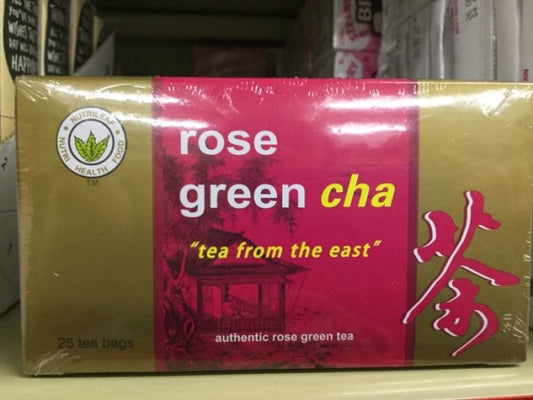 NUTRILEAF
NUTRI HEALTH FOOD
TM
rose
green cha
"tea from the east"
茶
25 tea bags
authentic rose green tea